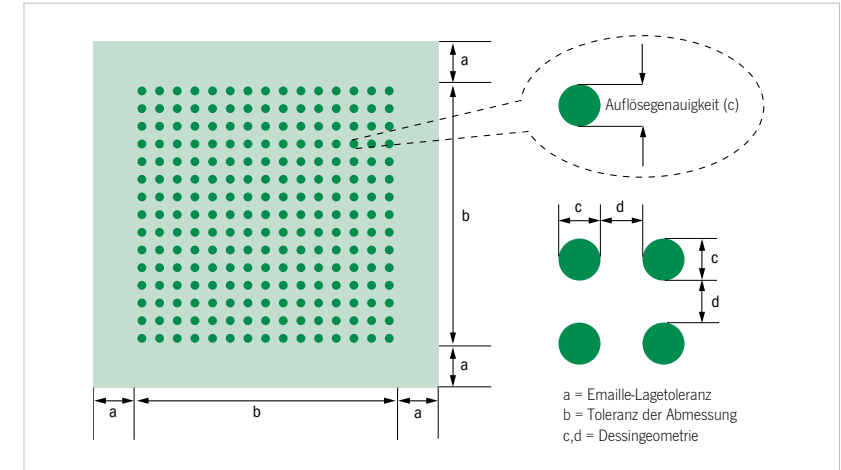 a
Auflösegenauigkeit (c)
b
c d
c
d
a
a b a
a = Emaille-Lagetoleranz
b = Toleranz der Abmessung
c,d = Dessingeometrie